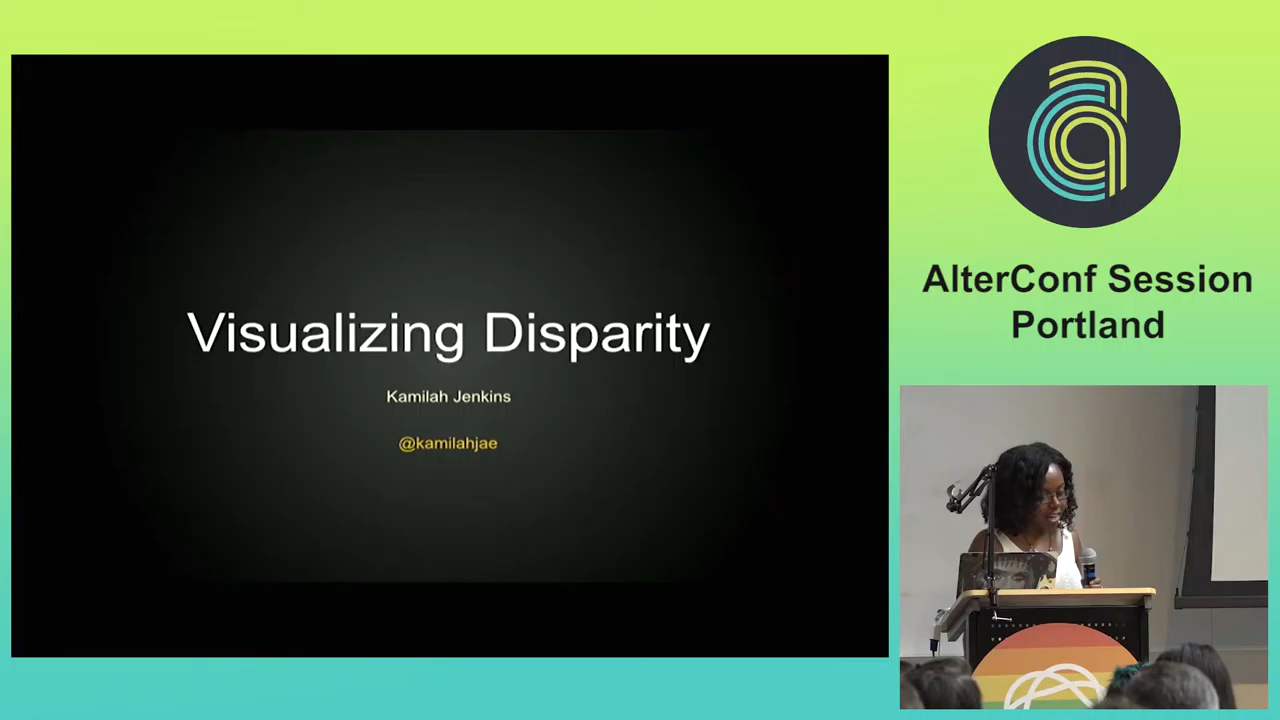 Visualizing Disparity
Kamilah Jenkins
@kamilahjae
AlterConf Session
Portland